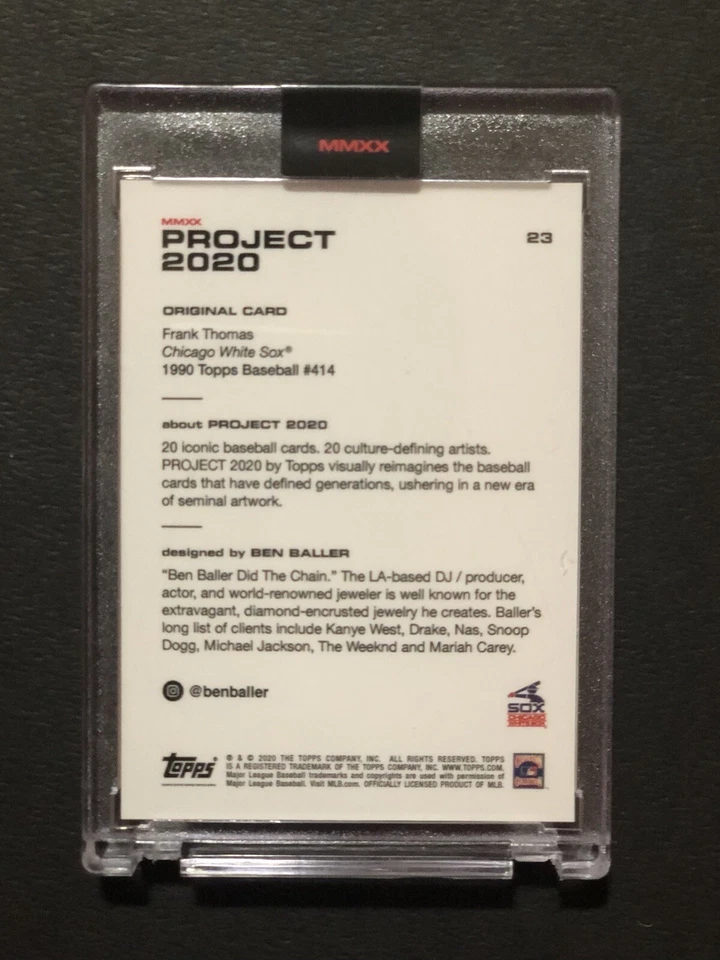 MMXX
MMXX
PROJECT
2020
23
ORIGINAL CARD
Frank Thomas
Chicago White Sox®
1990 Topps Baseball #414
about PROJECT 2020
20 iconic baseball cards. 20 culture-defining artists.
PROJECT 2020 by Topps visually reimagines the baseball
cards that have defined generations, ushering in a new era
of seminal artwork.
designed by BEN BALLER
“Ben Baller Did The Chain.” The LA-based DJ / producer,
actor, and world-renowned jeweler is well known for the
extravagant, diamond-encrusted jewelry he creates. Baller’s
long list of clients include Kanye West, Drake, Nas, Snoop
Dogg, Michael Jackson, The Weeknd and Mariah Carey.
@benballer
SOX
Topps
® & © 2020 THE TOPPS COMPANY, INC. ALL RIGHTS RESERVED. TOPPS
IS A REGISTERED TRADEMARK OF THE TOPPS COMPANY, INC. WWW.TOPPS.COM.
Major League Baseball trademarks and copyrights are used with permission of
Major League Baseball. Visit MLB.com. OFFICIALLY LICENSED PRODUCT OF MLB.